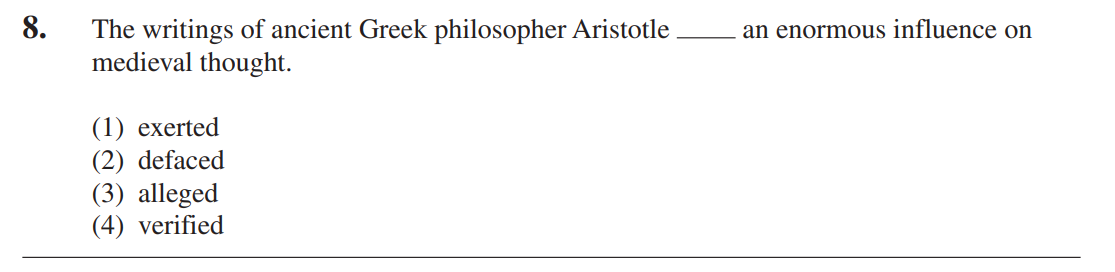 8. The writings of ancient Greek philosopher Aristotle ____ an enormous influence on
medieval thought.
(1) exerted
(2) defaced
(3) alleged
(4) verified